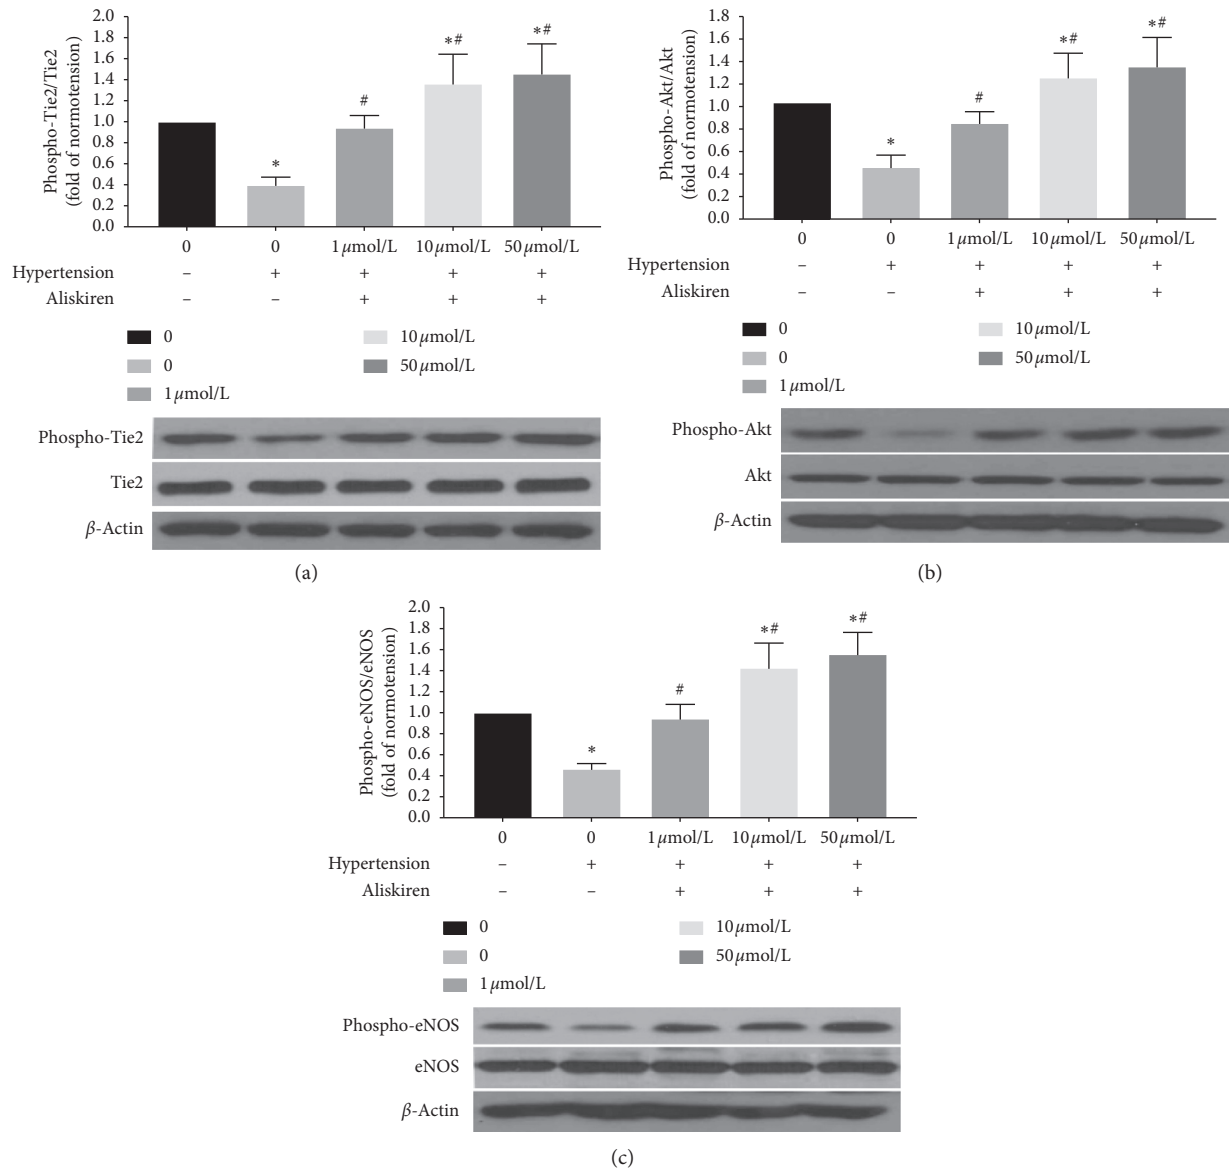 Phospho-Tie2/Tie2
(fold of normotension)
2.0
1.8
1.6
1.4
1.2
1.0
0.8
0.6
0.4
0.2
0.0
*
#
*#
*#
0 0 1 μmol/L 10 μmol/L 50 μmol/L
Hypertension – + + + +
Aliskiren – – + + +
0
0
1 μmol/L
10 μmol/L
50 μmol/L
Phospho-Tie2
Tie2
β-Actin
(a)
Phospho-Akt/Akt
(fold of normotension)
1.8
1.6
1.4
1.2
1.0
0.8
0.6
0.4
0.2
0.0
*
#
*#
*#
0 0 1 μmol/L 10 μmol/L 50 μmol/L
Hypertension – + + + +
Aliskiren – – + + +
0
0
1 μmol/L
10 μmol/L
50 μmol/L
Phospho-Akt
Akt
β-Actin
(b)
Phospho-eNOS/eNOS
(fold of normotension)
2.0
1.8
1.6
1.4
1.2
1.0
0.8
0.6
0.4
0.2
0.0
*
#
*#
*#
0 0 1 μmol/L 10 μmol/L 50 μmol/L
Hypertension – + + + +
Aliskiren – – + + +
0
0
1 μmol/L
10 μmol/L
50 μmol/L
Phospho-eNOS
eNOS
β-Actin
(c)